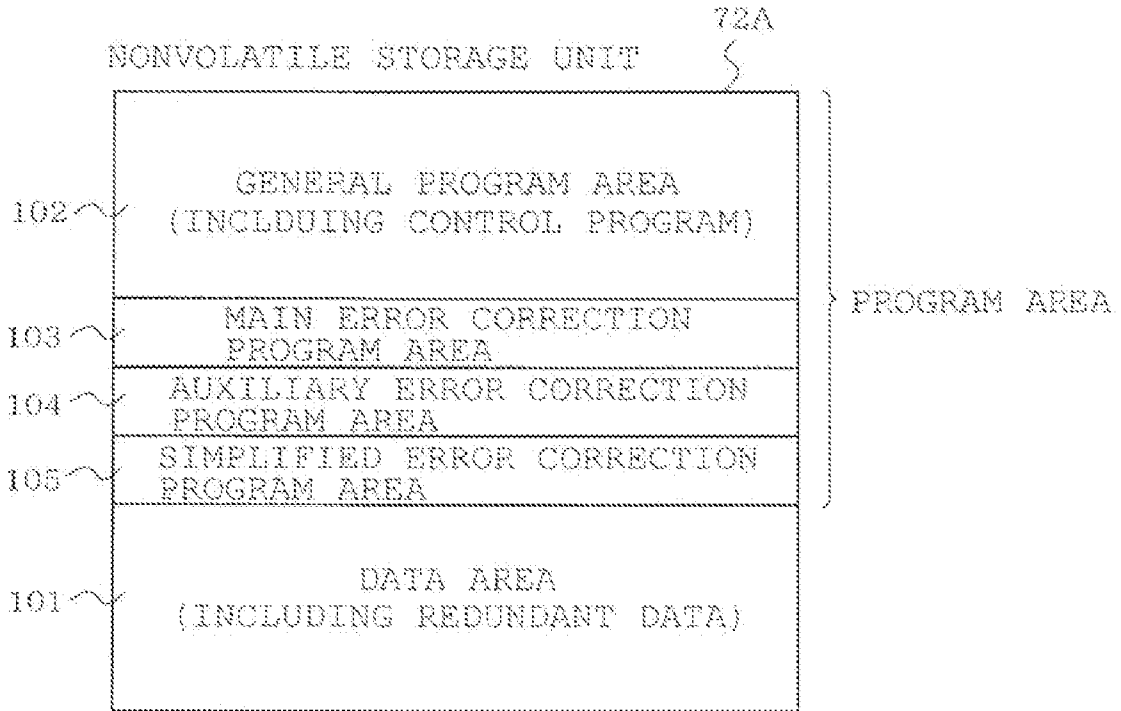 72A
NONVOLATILE STORAGE UNIT
GENERAL PROGRAM AREA
102
(INCLDUING CONTROL PROGRAM)
PROGRAM AREA
103
MAIN ERROR CORRECTION
PROGRAM AREA
104
AUXILIARY ERROR CORRECTION
PROGRAM AREA
105
SIMPLIFIED ERROR CORRECTION
PROGRAM AREA
101
DATA AREA
(INCLUDING REDUNDANT DATA)